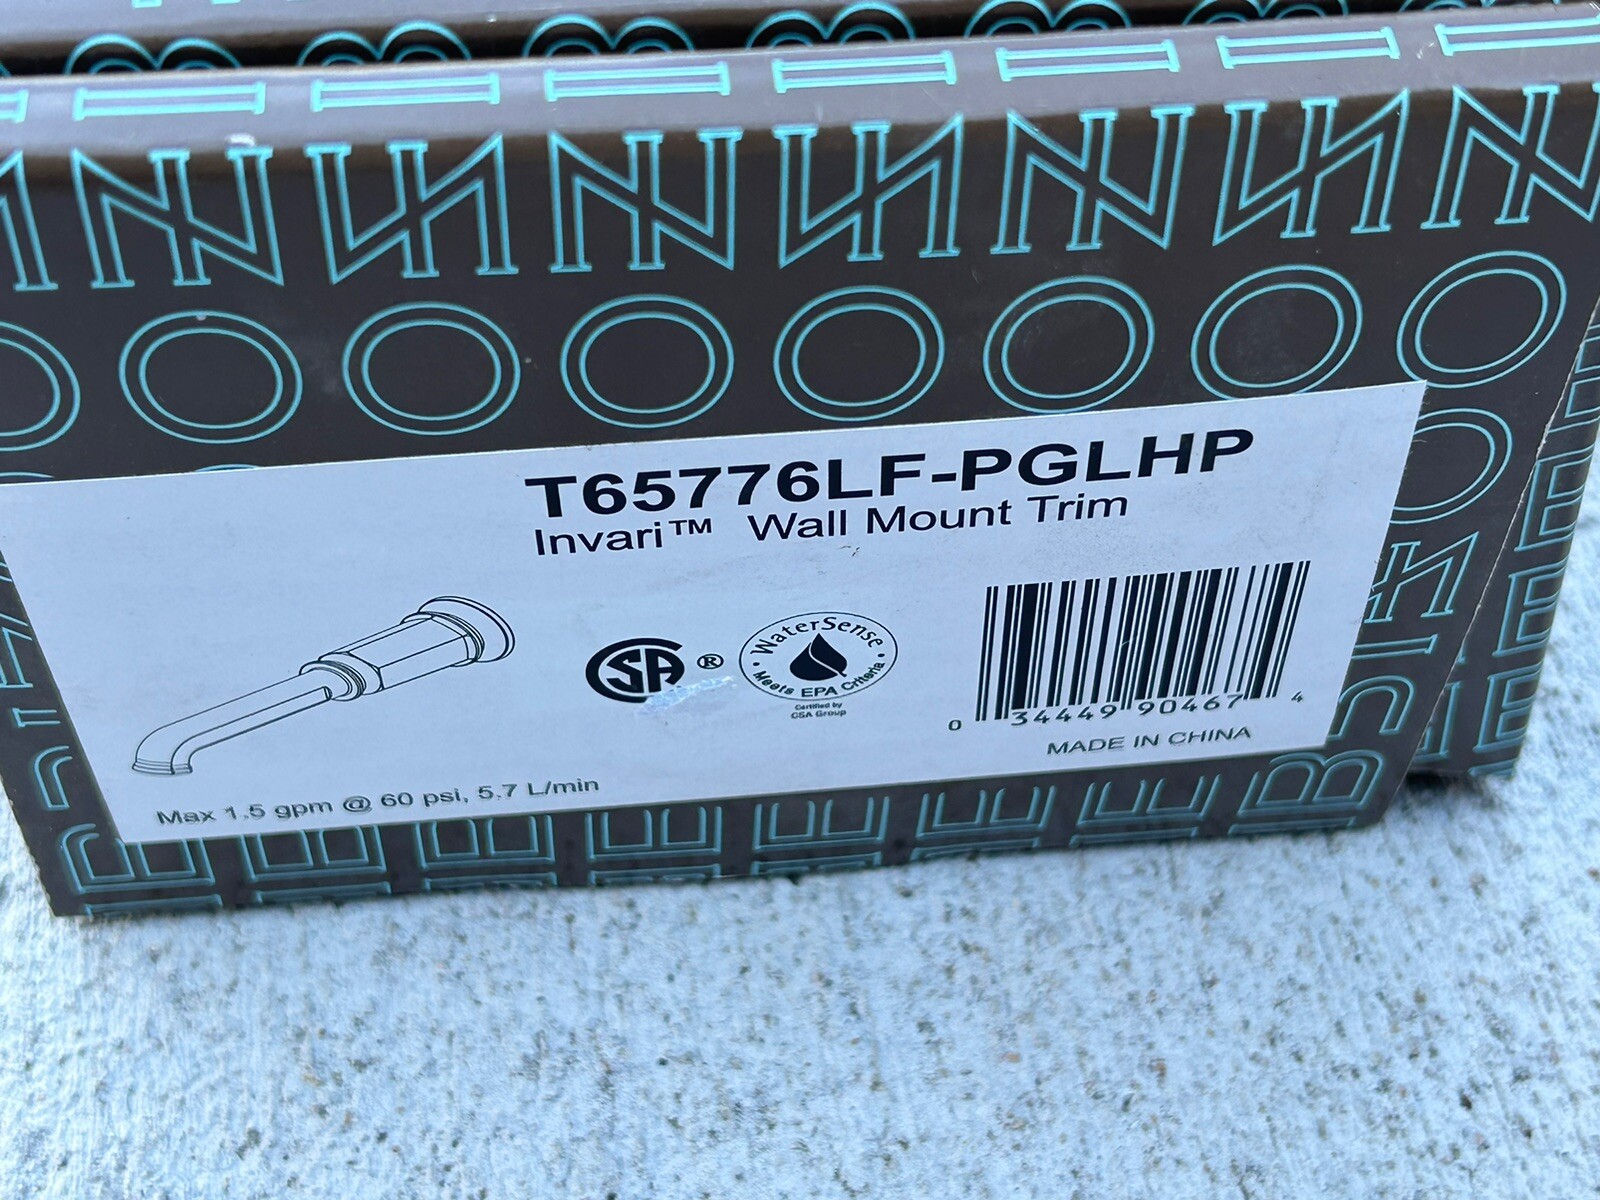 T65776LF-PGLHP
Invari™ Wall Mount Trim
CSA ®
WaterSense
Meets EPA Criteria
Certified by
CSA Group
0 34449 90467 4
MADE IN CHINA
Max 1.5 gpm @ 60 psi, 5.7 L/min